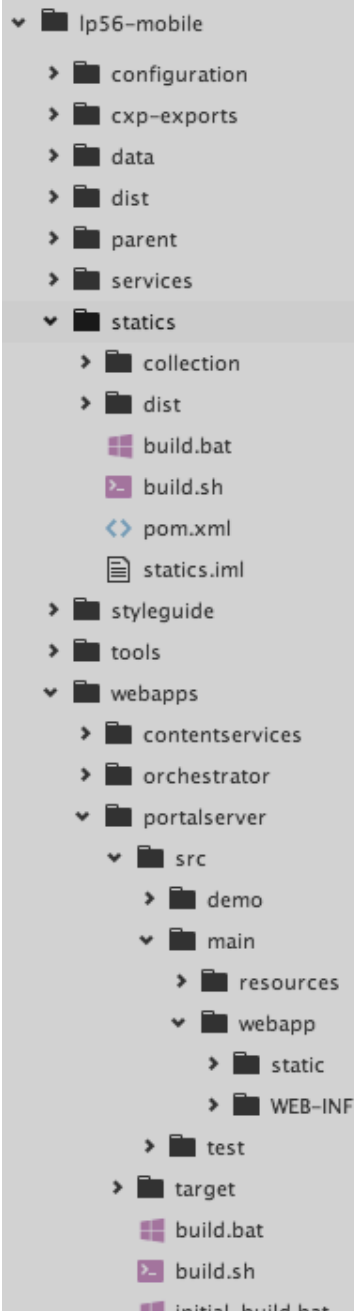 lp56-mobile
configuration
cxp-exports
data
dist
parent
services
statics
collection
dist
build.bat
build.sh
pom.xml
statics.iml
styleguide
tools
webapps
contentservices
orchestrator
portalserver
src
demo
main
resources
webapp
static
WEB-INF
test
target
build.bat
build.sh
initial_build.bat